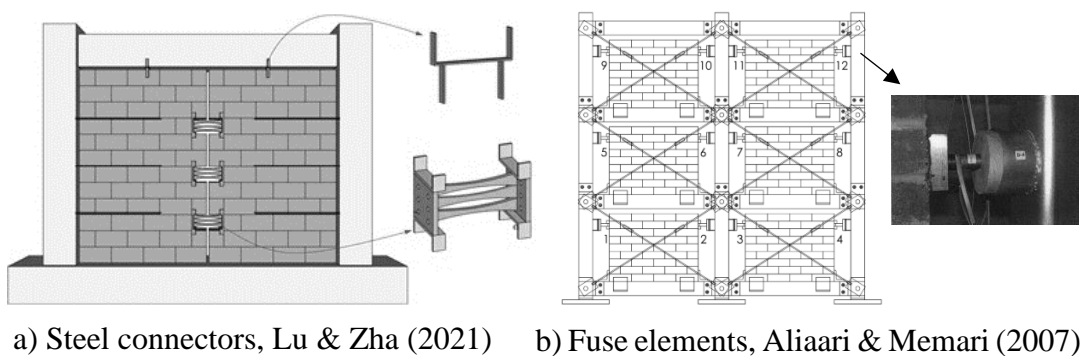 9 10 11 12
5 6 7 8
1 2 3 4
a) Steel connectors, Lu & Zha (2021)
b) Fuse elements, Aliaari & Memari (2007)